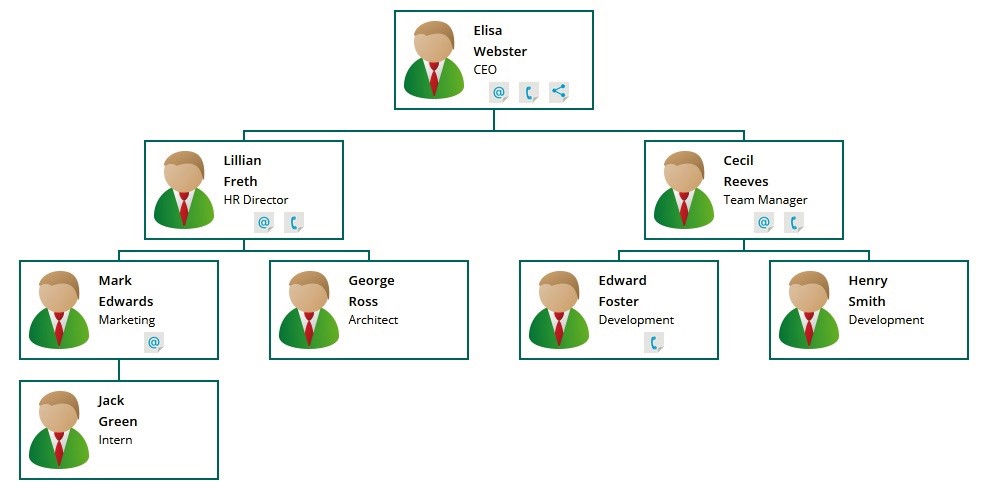 Elisa
Webster
CEO
Lillian
Freth
HR Director
Cecil
Reeves
Team Manager
Mark
Edwards
Marketing
George
Ross
Architect
Edward
Foster
Development
Henry
Smith
Development
Jack
Green
Intern